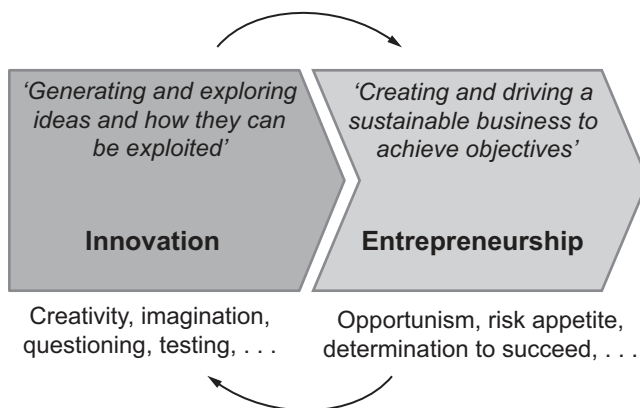 ‘Generating and exploring
ideas and how they can
be exploited’
Innovation
Creativity, imagination,
questioning, testing, . . .
‘Creating and driving a
sustainable business to
achieve objectives’
Entrepreneurship
Opportunism, risk appetite,
determination to succeed, . . .